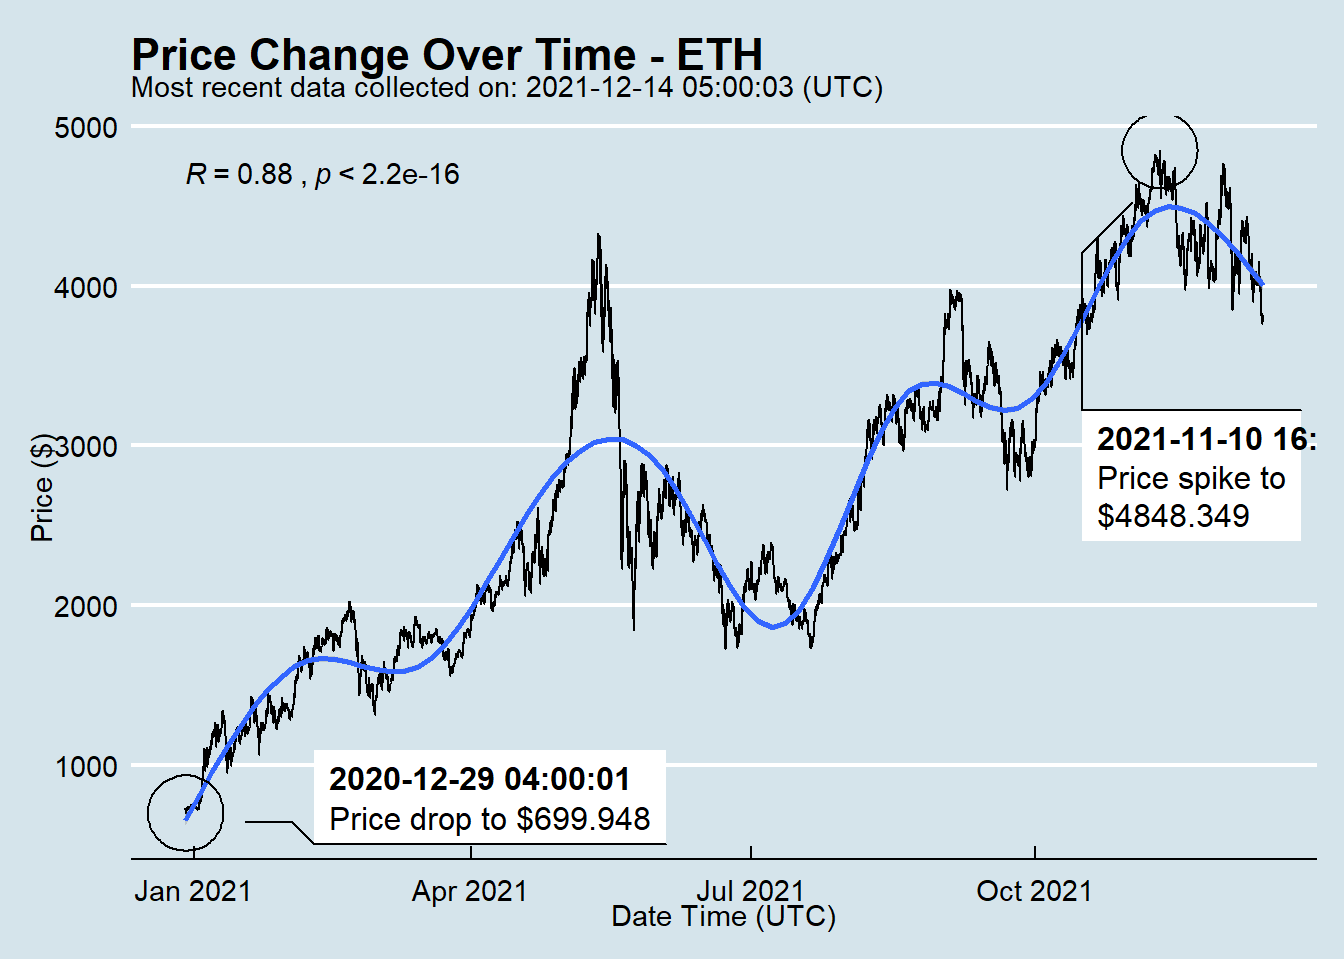 Price Change Over Time - ETH
Most recent data collected on: 2021-12-14 05:00:03 (UTC)
5000
R = 0.88 , p < 2.2e-16
4000
3000
2021-11-10 16:
Price spike to
$4848.349
Price ($)
2000
1000
2020-12-29 04:00:01
Price drop to $699.948
Jan 2021
Apr 2021
Jul 2021
Oct 2021
Date Time (UTC)